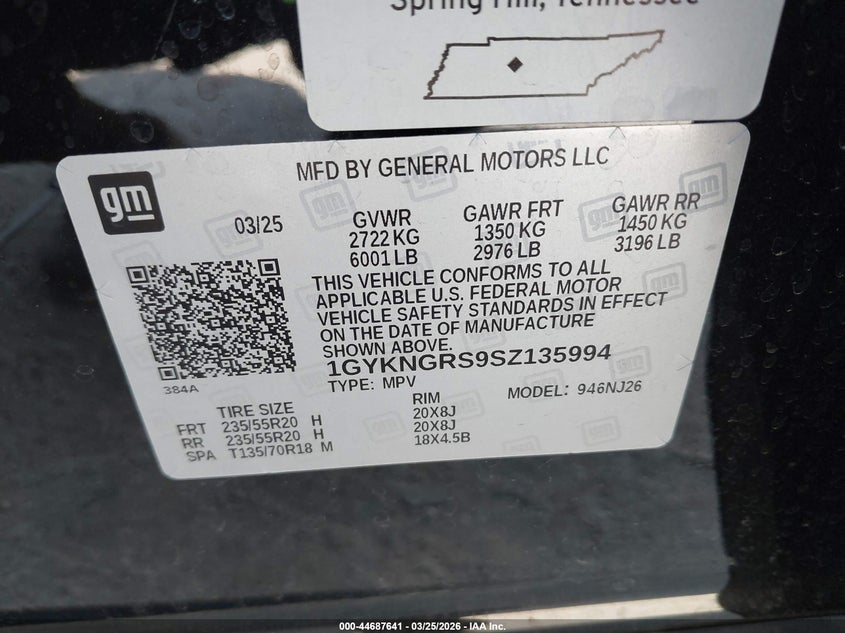 Spring Hill, Tennessee
MFD BY GENERAL MOTORS LLC
gm
03/25
GVWR
2722 KG
6001 LB
GAWR FRT
1350 KG
2976 LB
GAWR RR
1450 KG
3196 LB
THIS VEHICLE CONFORMS TO ALL
APPLICABLE U.S. FEDERAL MOTOR
VEHICLE SAFETY STANDARDS IN EFFECT
ON THE DATE OF MANUFACTURE
SHOWN ABOVE.
1GYKNGRS9SZ135994
TYPE: MPV
MODEL: 946NJ26
384A
TIRE SIZE
RIM
FRT 235/55R20 H 20X8J
RR 235/55R20 H 20X8J
SPA T135/70R18 M 18X4.5B
000-44687641 - 03/25/2026 - IAA Inc.